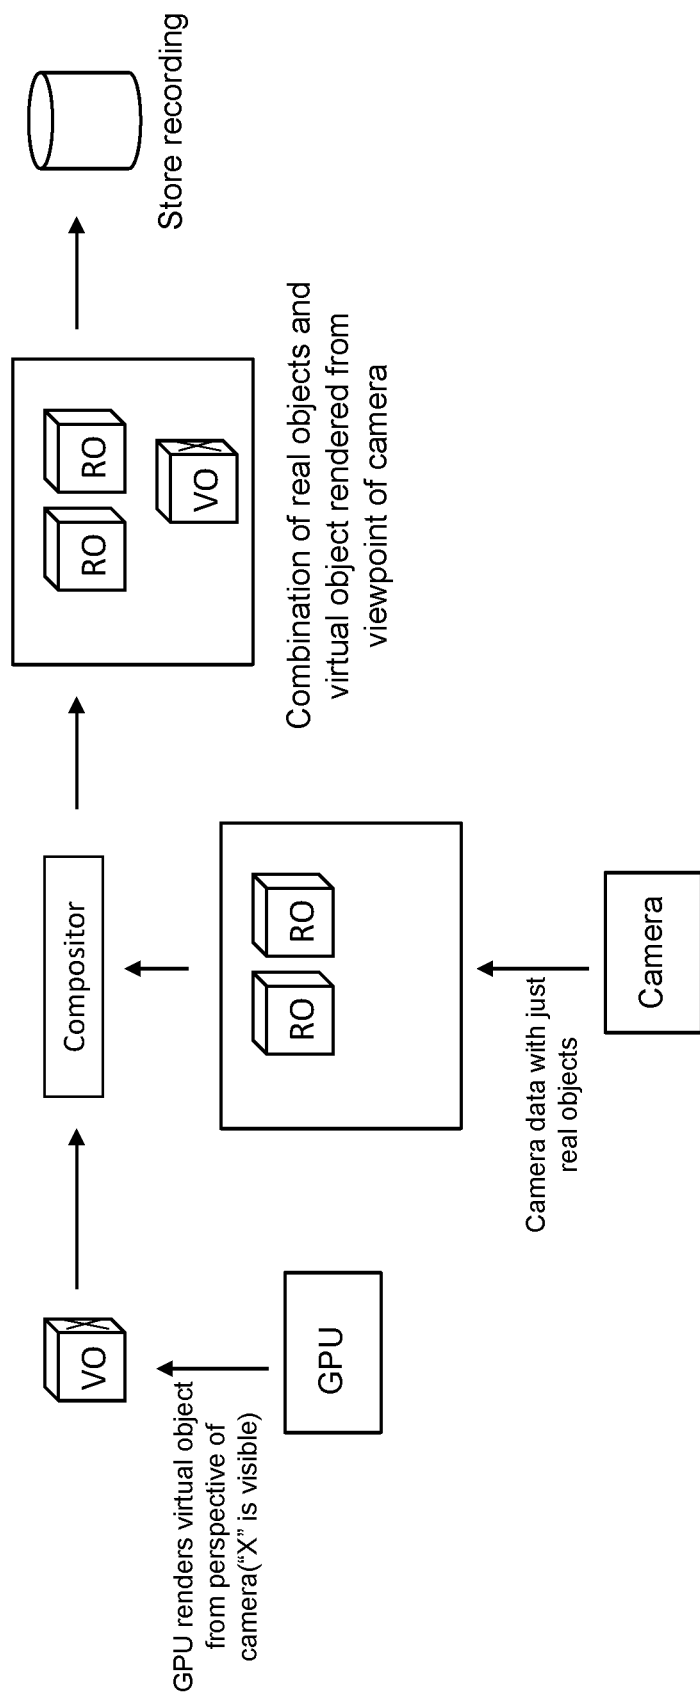 VO
GPU renders virtual object
from perspective of
camera(“X” is visible)
GPU
Compositor
RO
RO
Camera data with just
real objects
Camera
RO
RO
VO
Combination of real objects and
virtual object rendered from
viewpoint of camera
Store recording